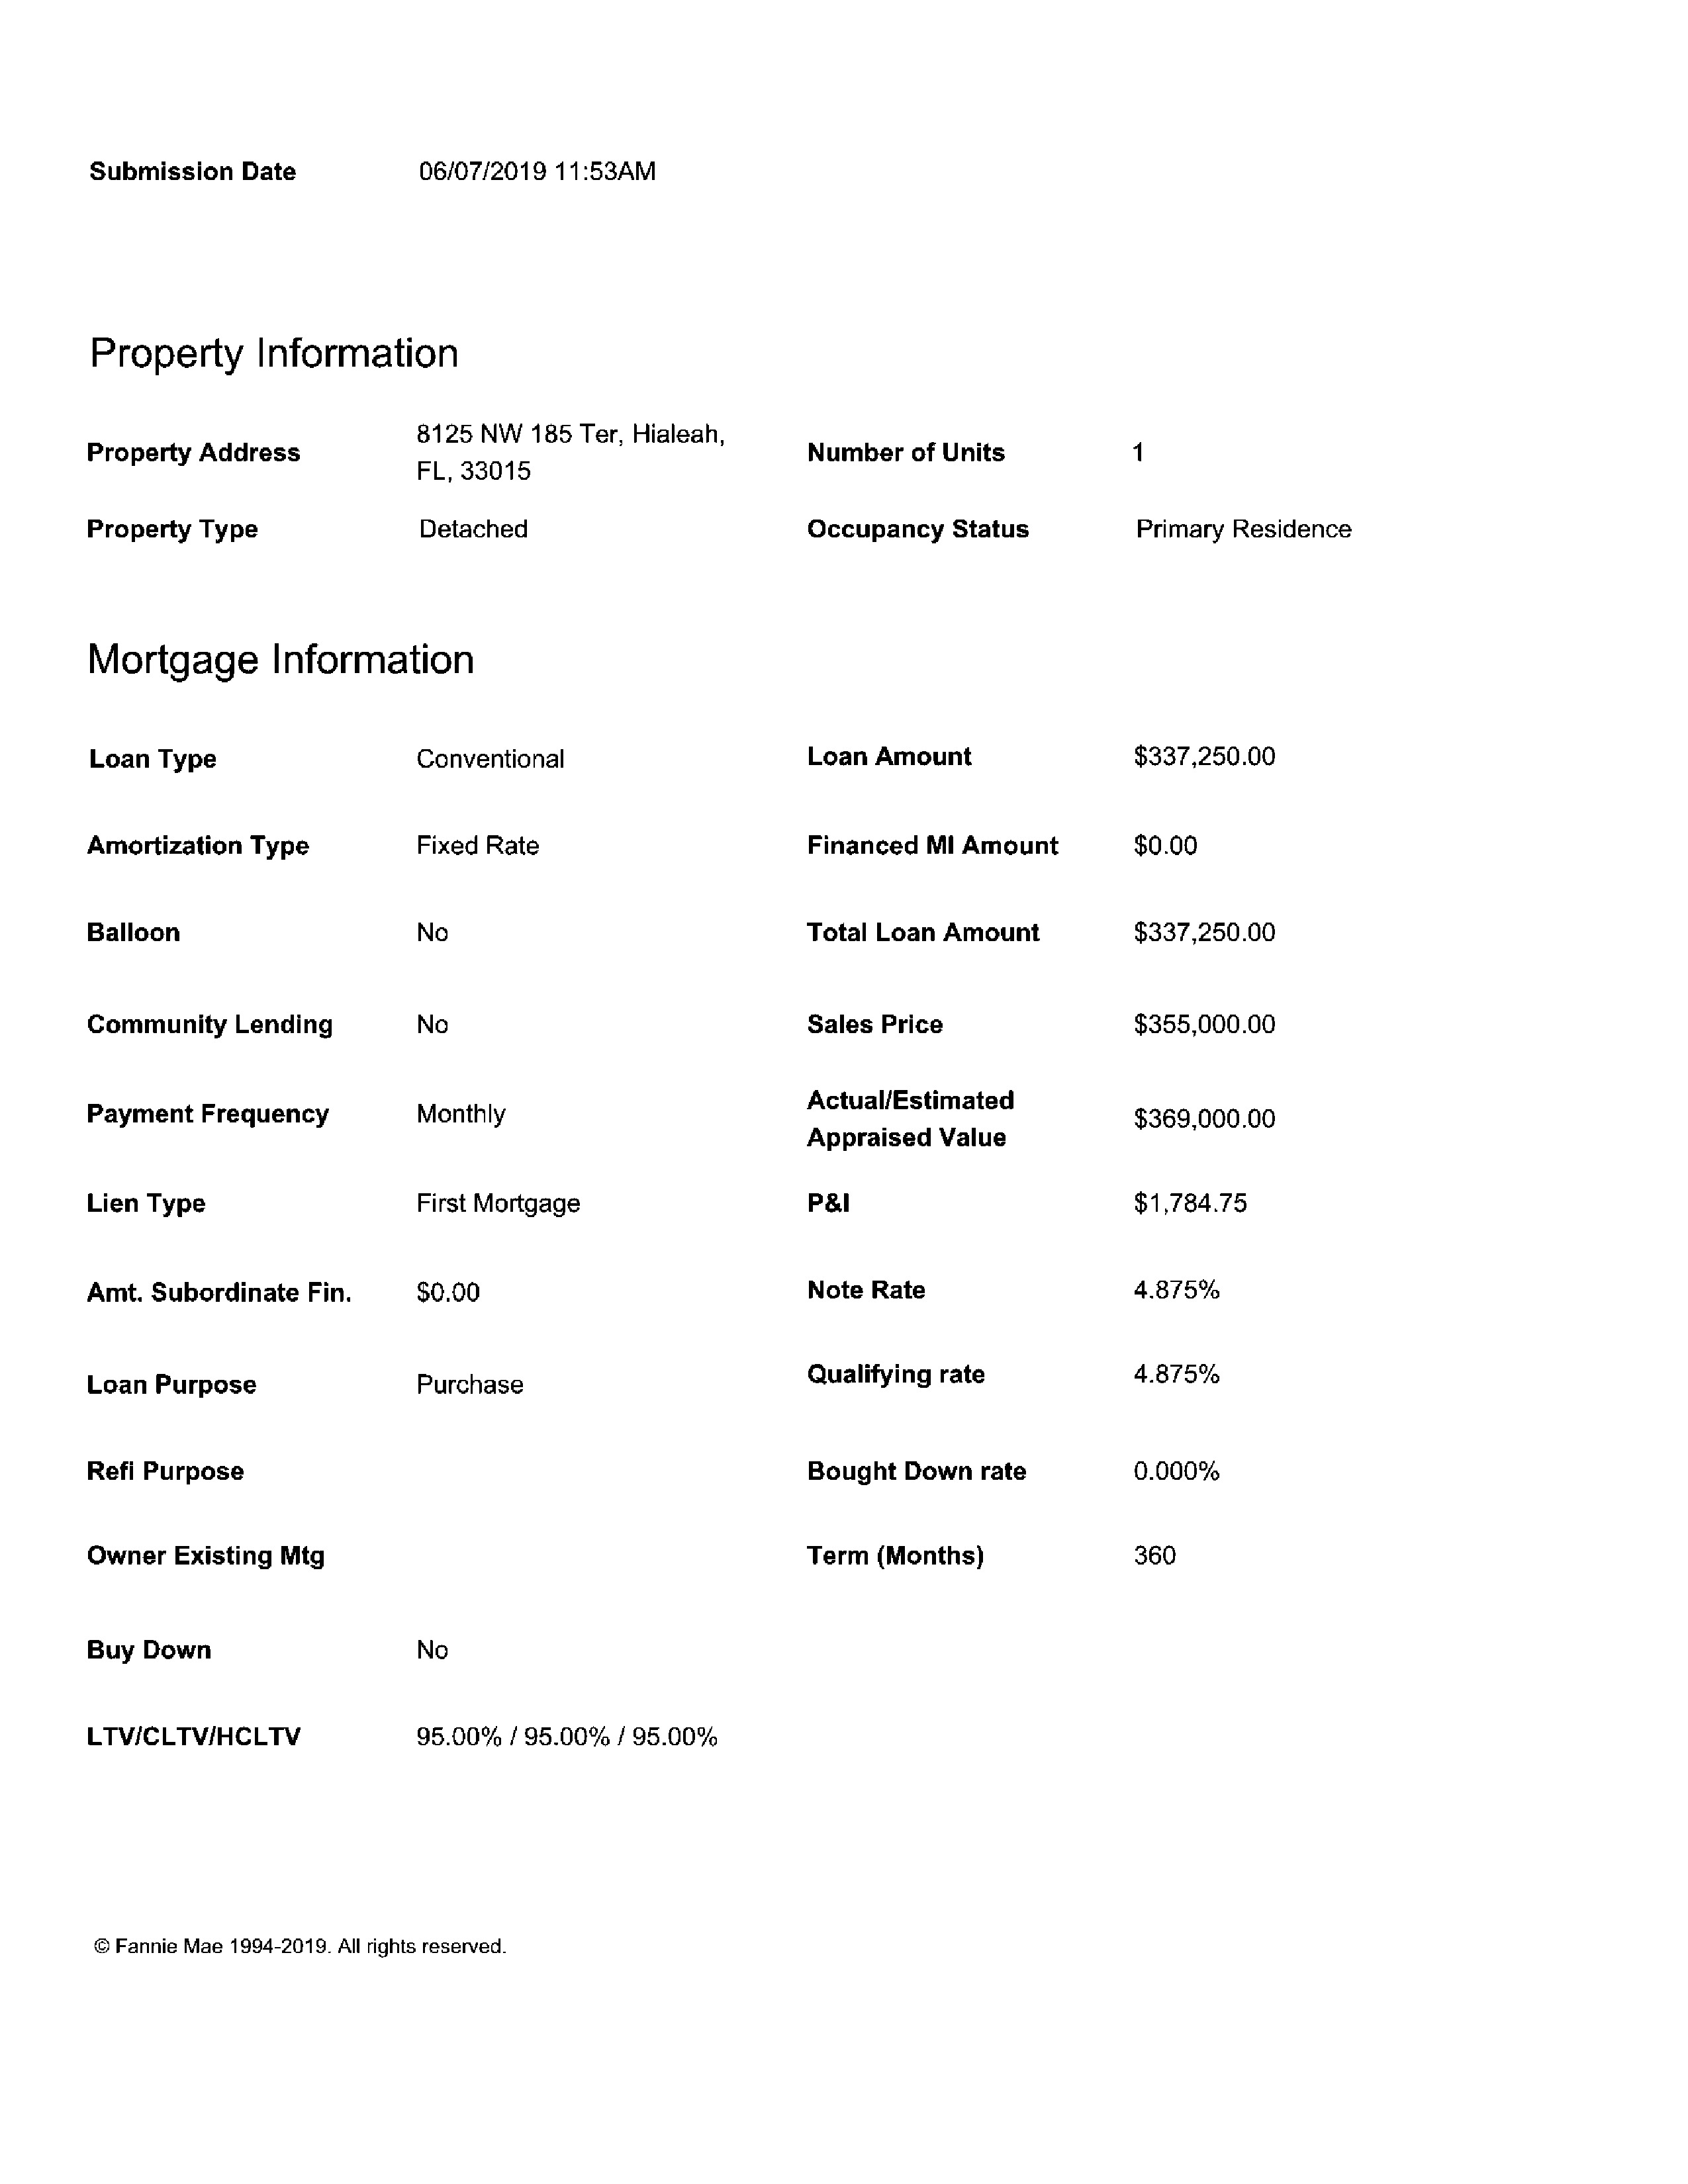 Submission Date 06/07/2019 11:53AM
Property Information
Property Address 8125 NW 185 Ter, Hialeah, FL, 33015 Number of Units 1
Property Type Detached Occupancy Status Primary Residence
Mortgage Information
Loan Type Conventional Loan Amount $337,250.00
Amortization Type Fixed Rate Financed MI Amount $0.00
Balloon No Total Loan Amount $337,250.00
Community Lending No Sales Price $355,000.00
Payment Frequency Monthly Actual/Estimated Appraised Value $369,000.00
Lien Type First Mortgage P&I $1,784.75
Amt. Subordinate Fin. $0.00 Note Rate 4.875%
Loan Purpose Purchase Qualifying rate 4.875%
Refi Purpose Bought Down rate 0.000%
Owner Existing Mtg Term (Months) 360
Buy Down No
LTV/CLTV/HCLTV 95.00% / 95.00% / 95.00%
© Fannie Mae 1994-2019. All rights reserved.